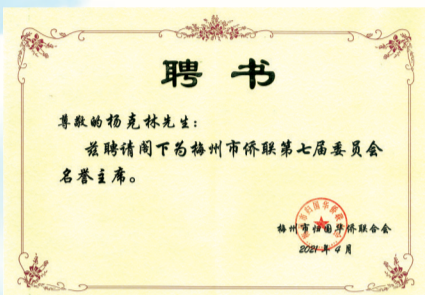 聘书
尊敬的杨克林先生：
兹聘请阁下为梅州市侨联第七届委员会
名誉主席。
梅州市归国华侨联合会
2021年4月